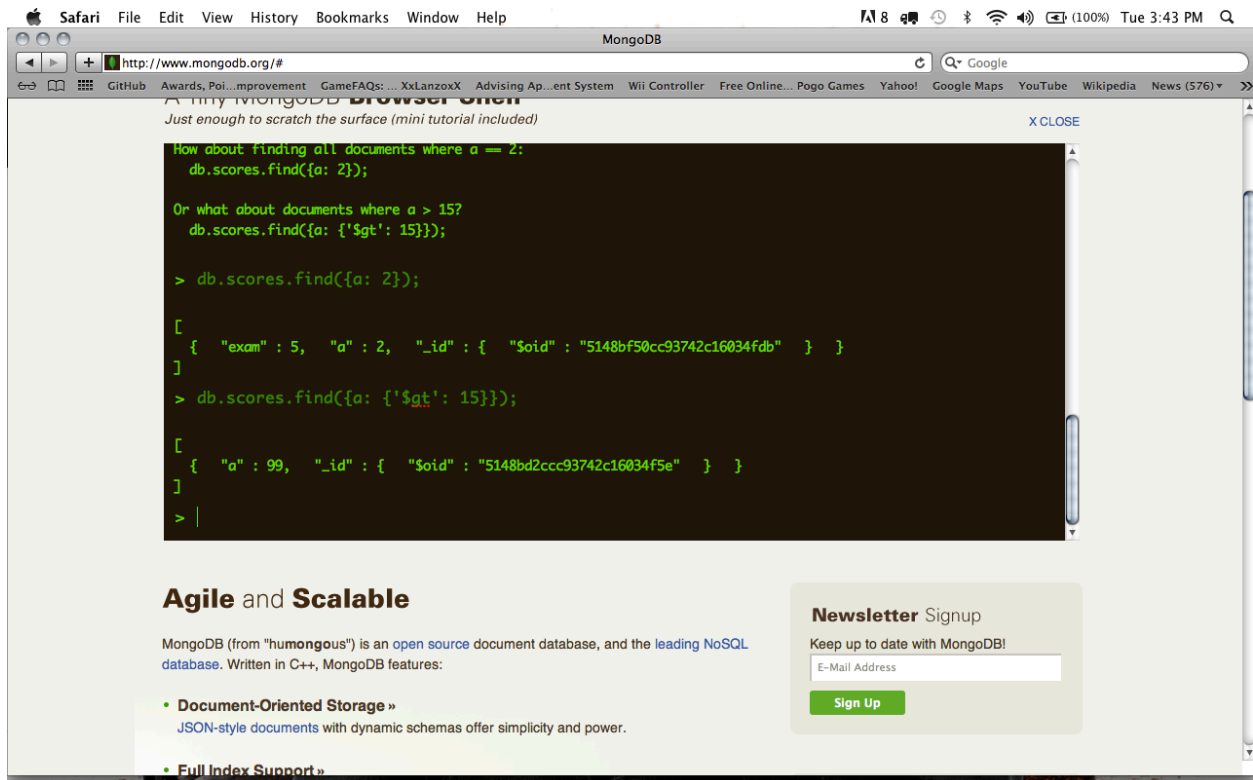 Safari File Edit View History Bookmarks Window Help 8 (100%) Tue 3:43 PM
MongoDB
http://www.mongodb.org/# Google
GitHub Awards, Poi...mprovement GameFAQs: ... XxLanzoxX Advising Ap...ent System Wii Controller Free Online... Pogo Games Yahoo! Google Maps YouTube Wikipedia News (576)
A Tiny MongoDB Browser Shell
Just enough to scratch the surface (mini tutorial included) X CLOSE
How about finding all documents where a == 2:
db.scores.find({a: 2});
Or what about documents where a > 15?
db.scores.find({a: {'$gt': 15}});
> db.scores.find({a: 2});
[
{ "exam" : 5, "a" : 2, "_id" : { "$oid" : "5148bf50cc93742c16034fdb" } }
]
> db.scores.find({a: {'$gt': 15}});
[
{ "a" : 99, "_id" : { "$oid" : "5148bd2ccc93742c16034f5e" } }
]
>
Agile and Scalable
MongoDB (from "humongous") is an open source document database, and the leading NoSQL
database. Written in C++, MongoDB features:
• Document-Oriented Storage »
JSON-style documents with dynamic schemas offer simplicity and power.
• Full Index Support »
Newsletter Signup
Keep up to date with MongoDB!
E-Mail Address
Sign Up